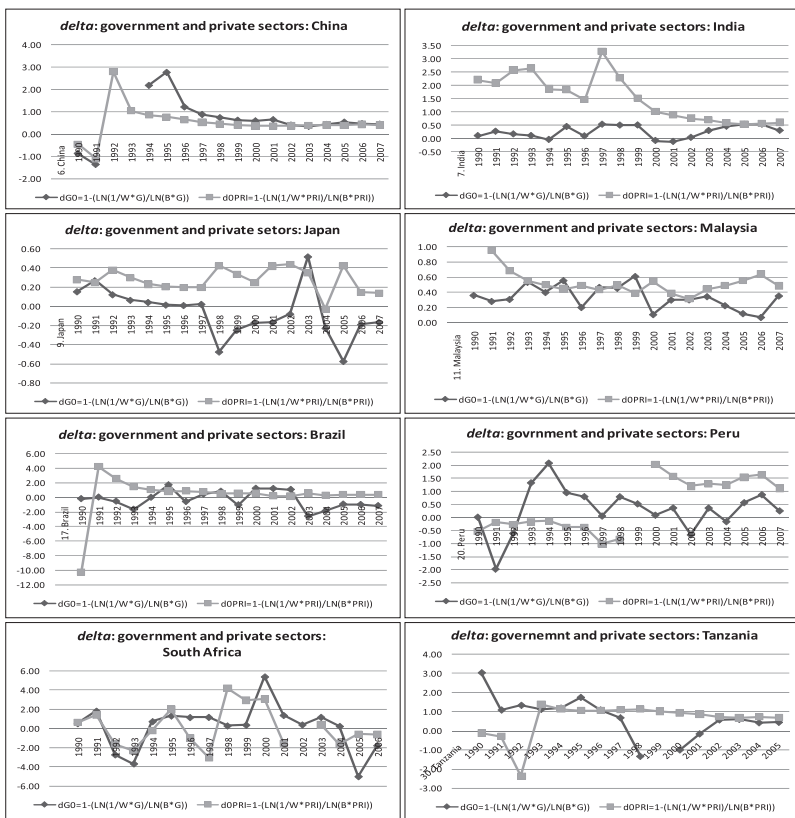 delta: government and private sectors: China
4.00
3.00
2.00
1.00
0.00
-1.00
-2.00
6. China 1990 1991 1992 1993 1994 1995 1996 1997 1998 1999 2000 2001 2002 2003 2004 2005 2006 2007
dG0=1-(LN(1/W*G)/LN(B*G)) d0PRI=1-(LN(1/W*PRI)/LN(B*PRI))
delta: government and private sectors: India
3.50
3.00
2.50
2.00
1.50
1.00
0.50
0.00
-0.50
7. India 1990 1991 1992 1993 1994 1995 1996 1997 1998 1999 2000 2001 2002 2003 2004 2005 2006 2007
dG0=1-(LN(1/W*G)/LN(B*G)) d0PRI=1-(LN(1/W*PRI)/LN(B*PRI))
delta: government and private setors: Japan
0.60
0.40
0.20
0.00
-0.20
-0.40
-0.60
-0.80
9. Japan 1990 1991 1992 1993 1994 1995 1996 1997 1998 1999 2000 2001 2002 2003 2004 2005 2006 2007
dG0=1-(LN(1/W*G)/LN(B*G)) d0PRI=1-(LN(1/W*PRI)/LN(B*PRI))
delta: government and private sectors: Malaysia
1.00
0.80
0.60
0.40
0.20
0.00
11. Malaysia 1990 1991 1992 1993 1994 1995 1996 1997 1998 1999 2000 2001 2002 2003 2004 2005 2006 2007
dG0=1-(LN(1/W*G)/LN(B*G)) d0PRI=1-(LN(1/W*PRI)/LN(B*PRI))
delta: government and private sectors: Brazil
6.00
4.00
2.00
0.00
-2.00
-4.00
-6.00
-8.00
-10.00
-12.00
17. Brazil 1990 1991 1992 1993 1994 1995 1996 1997 1998 1999 2000 2001 2002 2003 2004 2005 2006 2007
dG0=1-(LN(1/W*G)/LN(B*G)) d0PRI=1-(LN(1/W*PRI)/LN(B*PRI))
delta: govrnment and private sectors: Peru
2.50
2.00
1.50
1.00
0.50
0.00
-0.50
-1.00
-1.50
-2.00
-2.50
20. Peru 1990 1991 1992 1993 1994 1995 1996 1997 1998 1999 2000 2001 2002 2003 2004 2005 2006 2007
dG0=1-(LN(1/W*G)/LN(B*G)) d0PRI=1-(LN(1/W*PRI)/LN(B*PRI))
delta: government and private sectors:
South Africa
6.00
4.00
2.00
0.00
-2.00
-4.00
-6.00
1990 1991 1992 1993 1994 1995 1996 1997 1998 1999 2000 2001 2002 2003 2004 2005 2006
dG0=1-(LN(1/W*G)/LN(B*G)) d0PRI=1-(LN(1/W*PRI)/LN(B*PRI))
delta: governemnt and private sectors: Tanzania
4.00
3.00
2.00
1.00
0.00
-1.00
-2.00
-3.00
30. Tanzania 1990 1991 1992 1993 1994 1995 1996 1997 1998 1999 2000 2001 2002 2003 2004 2005
dG0=1-(LN(1/W*G)/LN(B*G)) d0PRI=1-(LN(1/W*PRI)/LN(B*PRI))